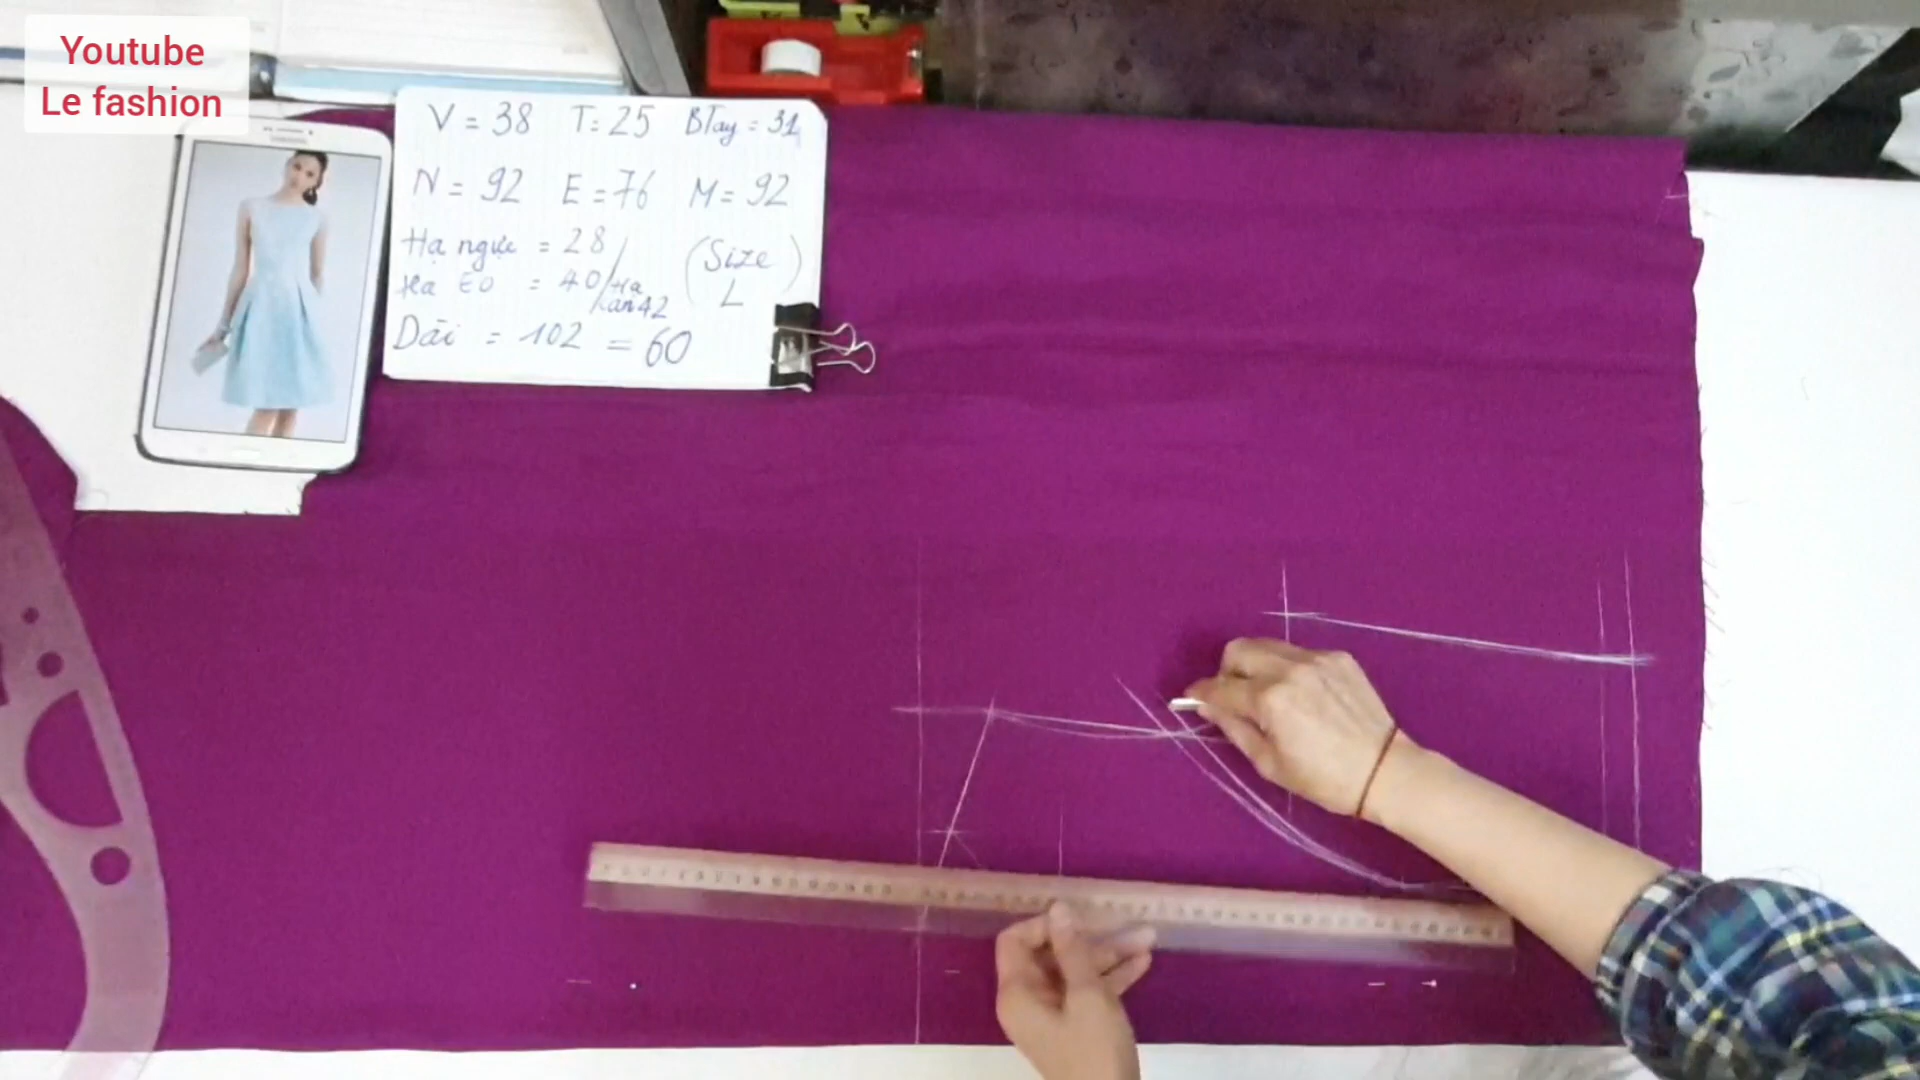 Youtube
Le fashion
V = 38 T = 25 BTay = 31
N = 92 E = 76 M = 92
Hạ ngực = 28
(Size L)
Hạ EO = 40/Hạ
42
Dài = 102 = 60